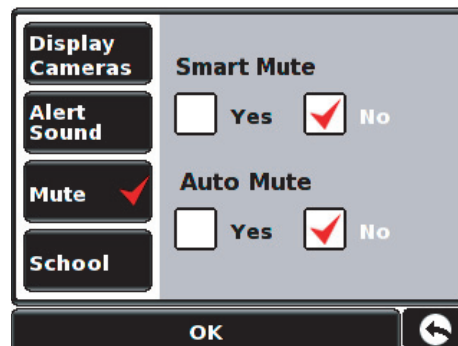 Display
Cameras
Alert
Sound
Mute
School
Smart Mute
Yes No
Auto Mute
Yes No
OK